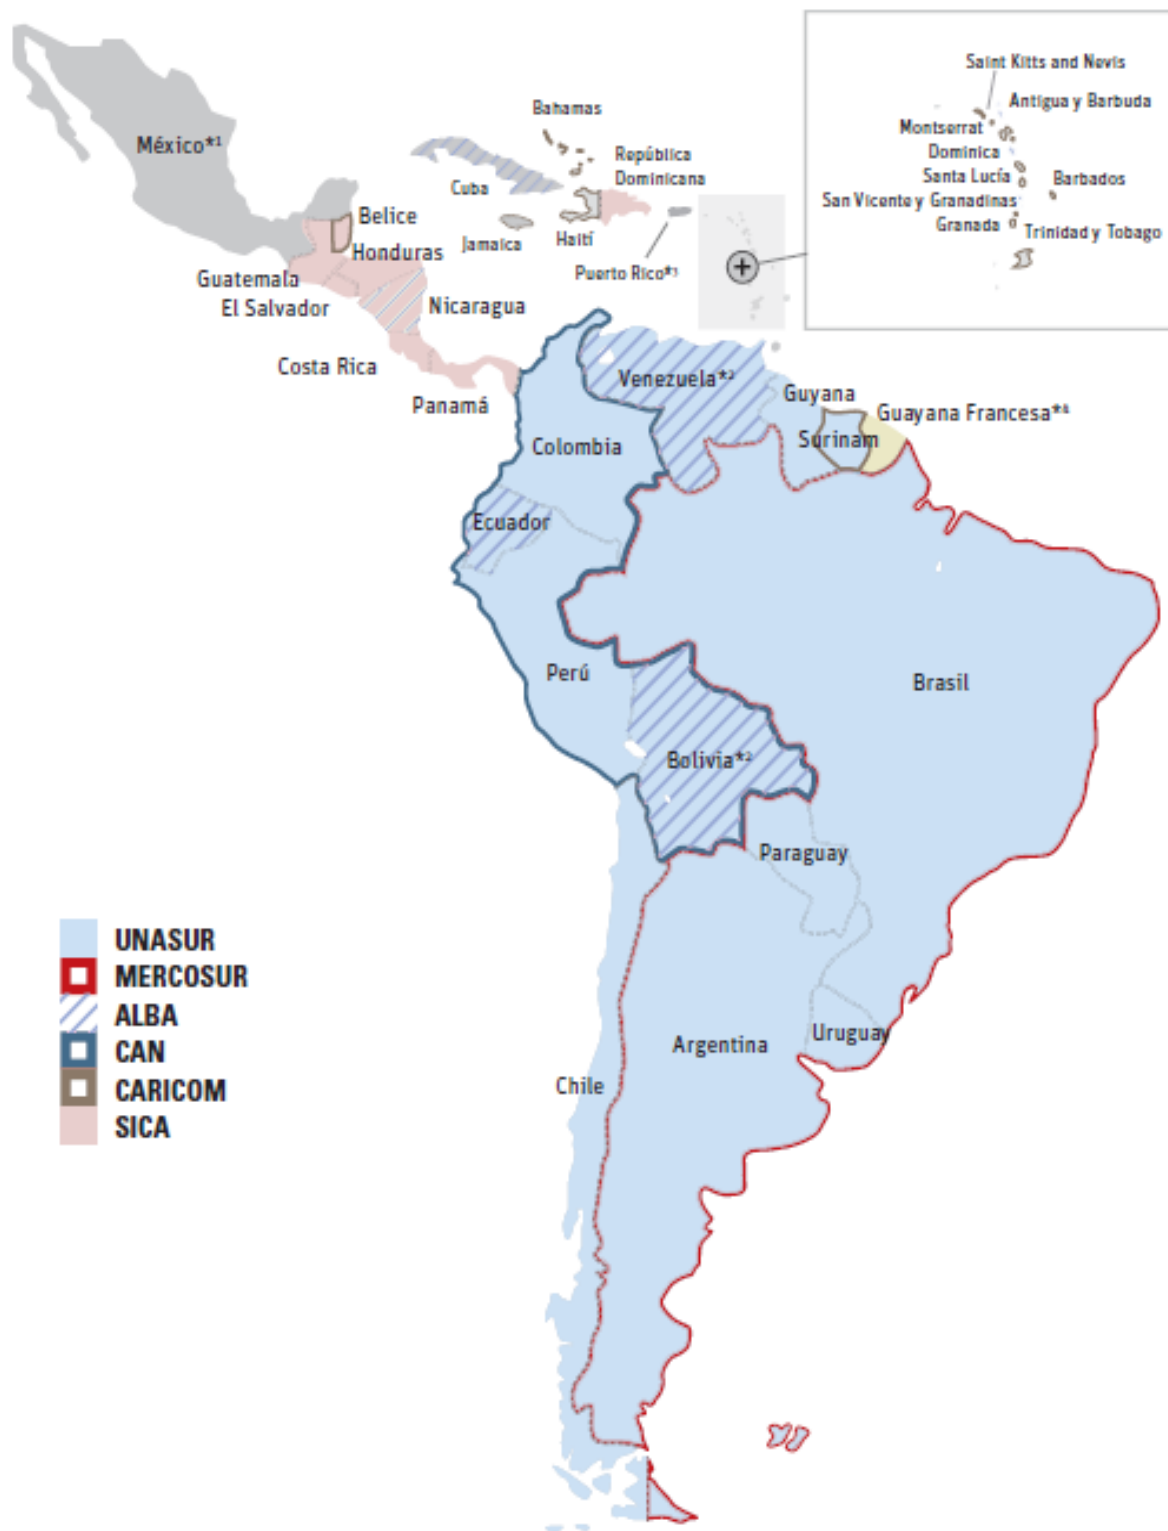 Saint Kitts and Nevis
Antigua y Barbuda
Montserrat
Dominica
Santa Lucía
Barbados
San Vicente y Granadinas
Granada
Trinidad y Tobago
Bahamas
México*¹
República
Dominicana
Cuba
Jamaica
Haití
Puerto Rico*³
Belice
Honduras
Guatemala
El Salvador
Nicaragua
Costa Rica
Panamá
Venezuela*²
Guyana
Guayana Francesa*⁴
Surinam
Colombia
Ecuador
Perú
Brasil
Bolivia*²
Paraguay
Uruguay
Argentina
Chile
UNASUR
MERCOSUR
ALBA
CAN
CARICOM
SICA